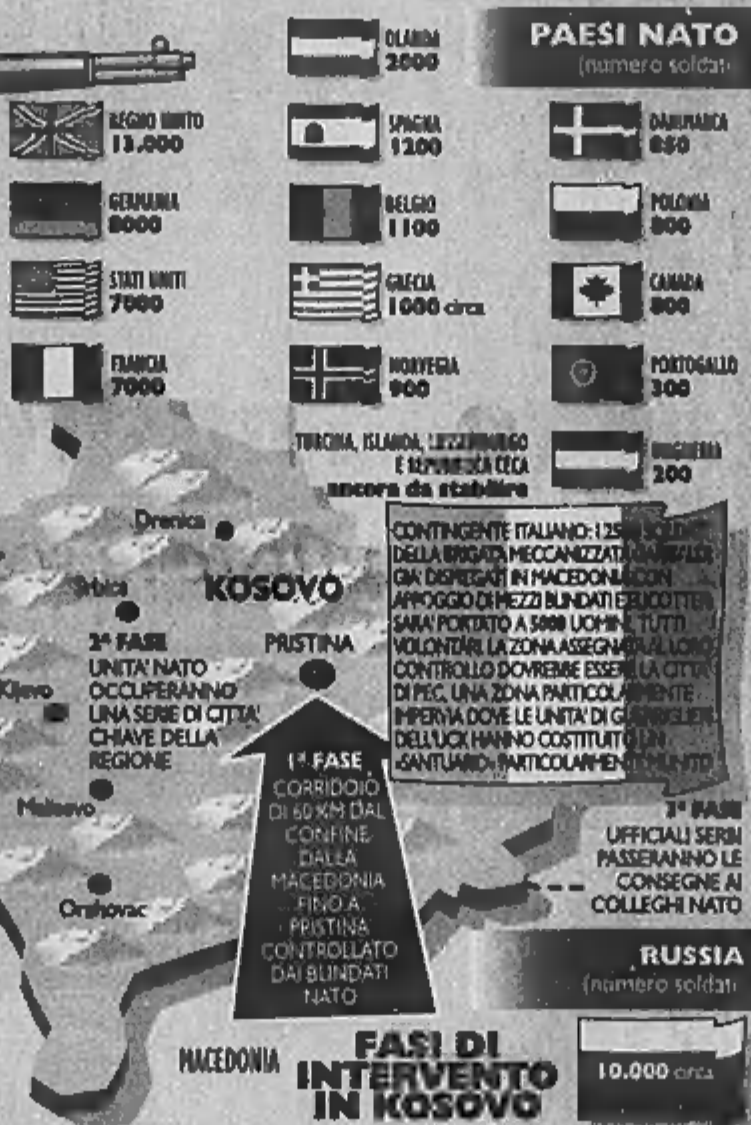 PAESI NATO
(numero soldati
OLANDA
2000
REGNO UNITO
13.000
SPAGNA
1200
DANIMARCA
850
GERMANIA
8000
BELGIO
1100
POLONIA
800
STATI UNITI
7000
GRECIA
1000 circa
CANADA
800
FRANCIA
7000
NORVEGIA
900
PORTOGALLO
300
TURCHIA, ISLANDA, LUSSEMBURGO
E REPUBBLICA CECA
ancora da stabilire
UNGHERIA
200
Drenica
Srbica
KOSOVO
PRISTINA
Kijevo
Malisevo
Orahovac
2ª FASE
UNITA' NATO
OCCUPERANNO
UNA SERIE DI CITTA'
CHIAVE DELLA
REGIONE
CONTINGENTE ITALIANO:
DELLA BRIGATA MECCANIZZATA
GIA' DISPIEGATI IN MACEDONIA CON
APPOGGIO DI MEZZI BLINDATI E ELICOTTERI
SARA' PORTATO A 5000 UOMINI, TUTTI
VOLONTARI. LA ZONA ASSEGNATA AL LORO
CONTROLLO DOVREBBE ESSERE LA CITTA'
DI PEC, UNA ZONA PARTICOLARMENTE
IMPERVIA DOVE LE UNITA' DI GUERRIGLIERI
DELL'UCK HANNO COSTITUITO UN
«SANTUARIO» PARTICOLARMENTE MUNITO
1ª FASE
CORRIDOIO
DI 60 KM DAL
CONFINE
DALLA
MACEDONIA
FINO A
PRISTINA
CONTROLLATO
DAI BLINDATI
NATO
FASE
UFFICIALI SERBI
PASSERANNO LE
CONSEGNE AI
COLLEGHI NATO
RUSSIA
(numero soldati
10.000 circa
MACEDONIA
FASI DI
INTERVENTO
IN KOSOVO